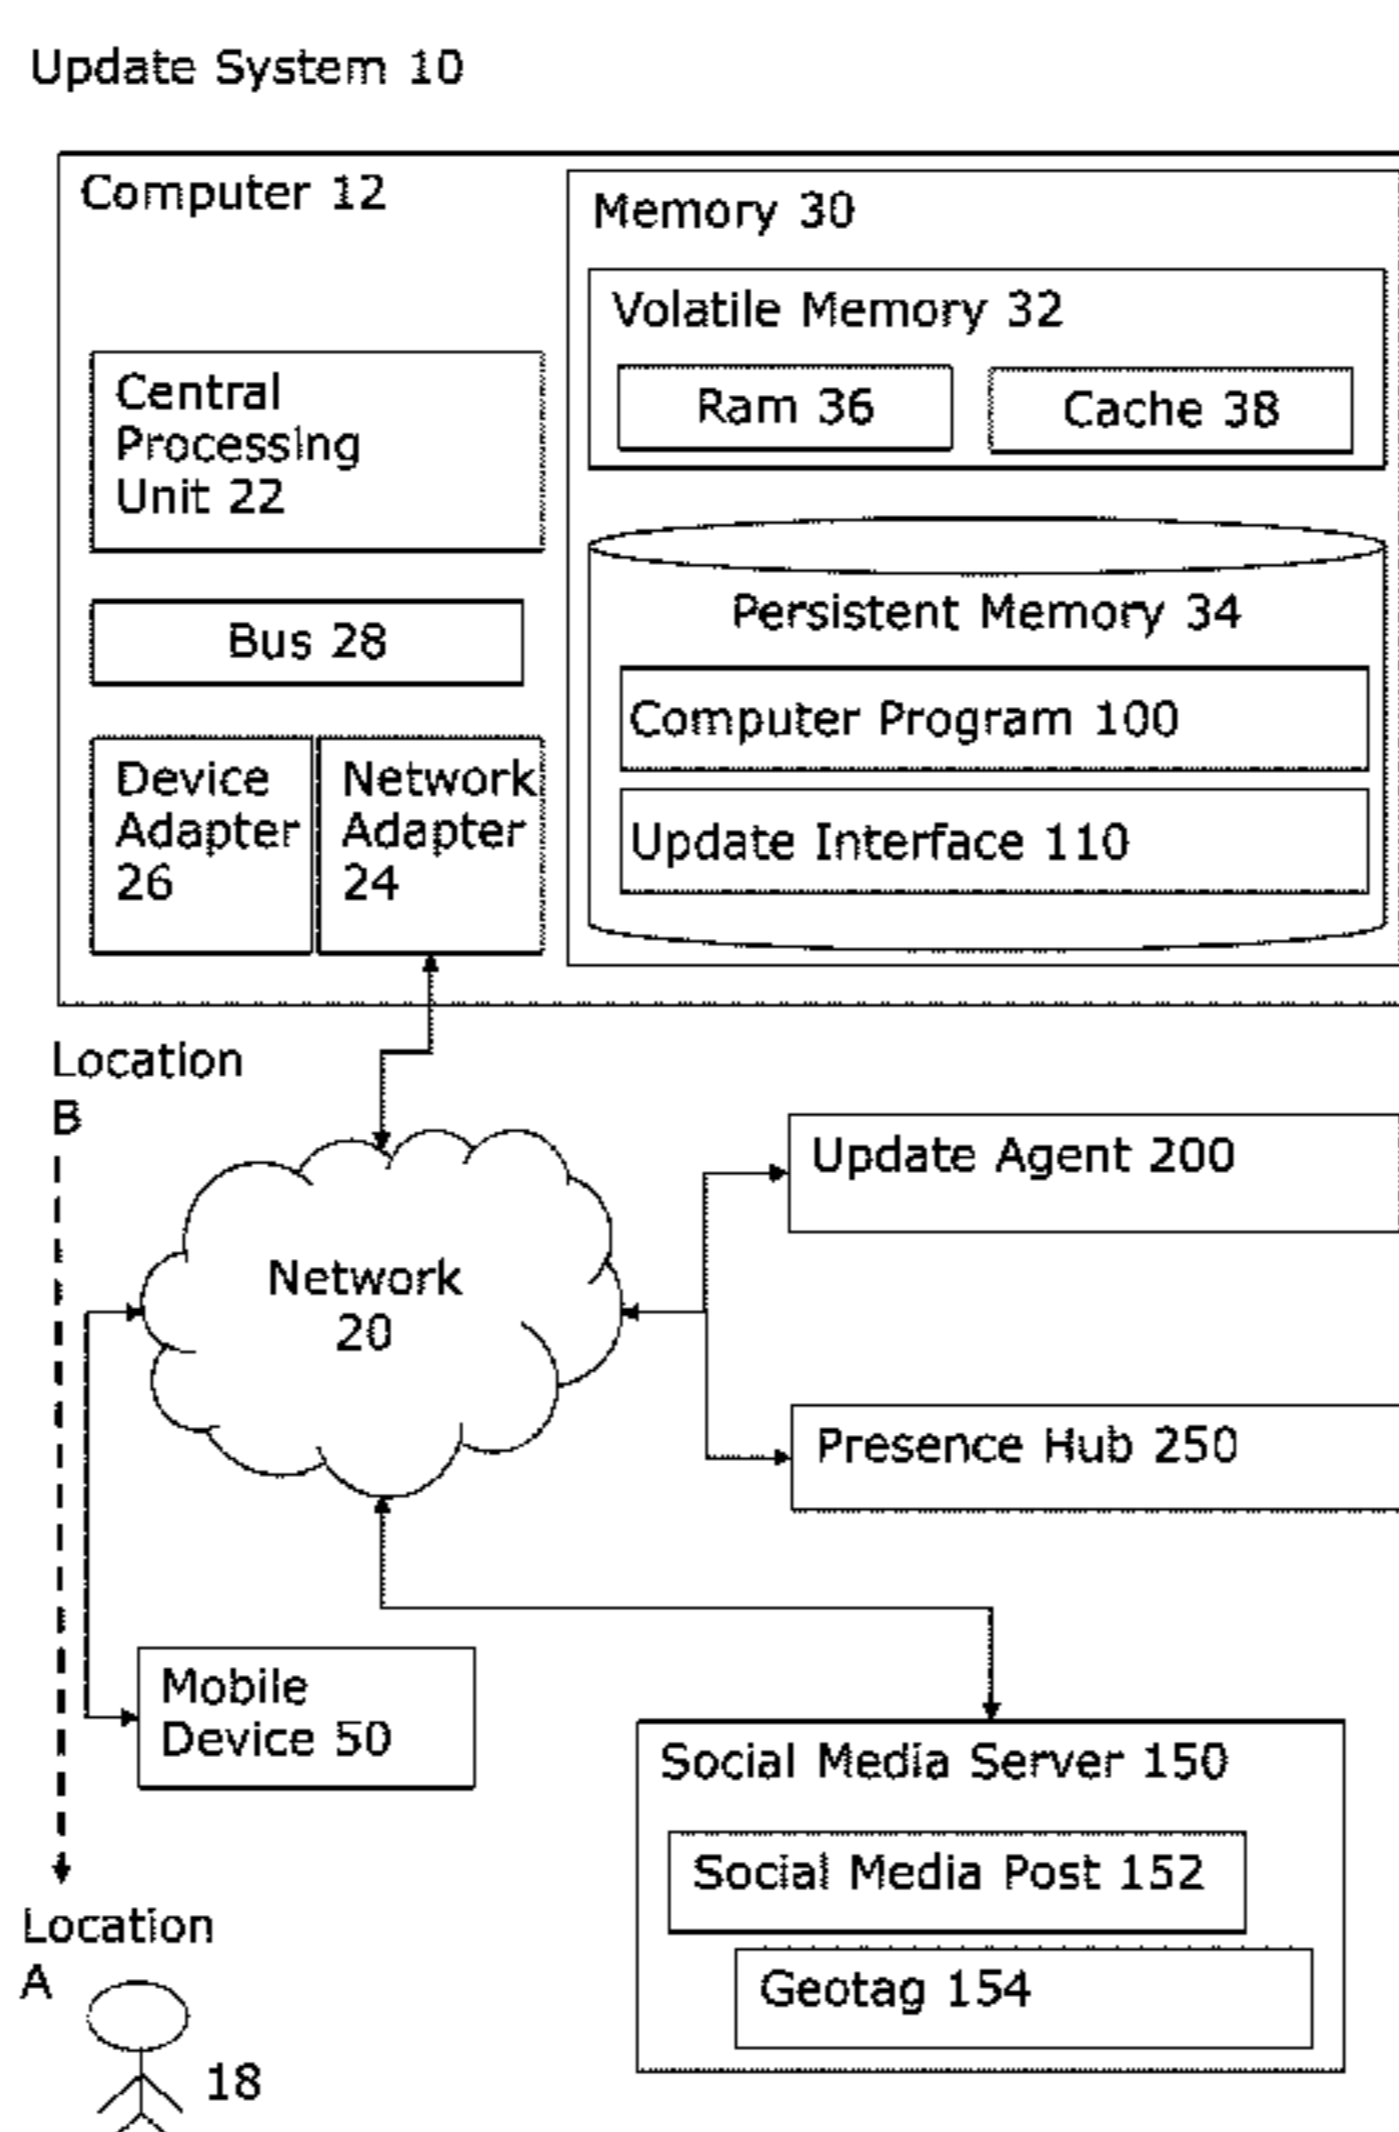 Update System 10
Computer 12
Central
Processing
Unit 22
Bus 28
Device
Adapter
26
Network
Adapter
24
Memory 30
Volatile Memory 32
Ram 36
Cache 38
Persistent Memory 34
Computer Program 100
Update Interface 110
Location
B
Network
20
Update Agent 200
Presence Hub 250
Mobile
Device 50
Social Media Server 150
Social Media Post 152
Geotag 154
Location
A
18